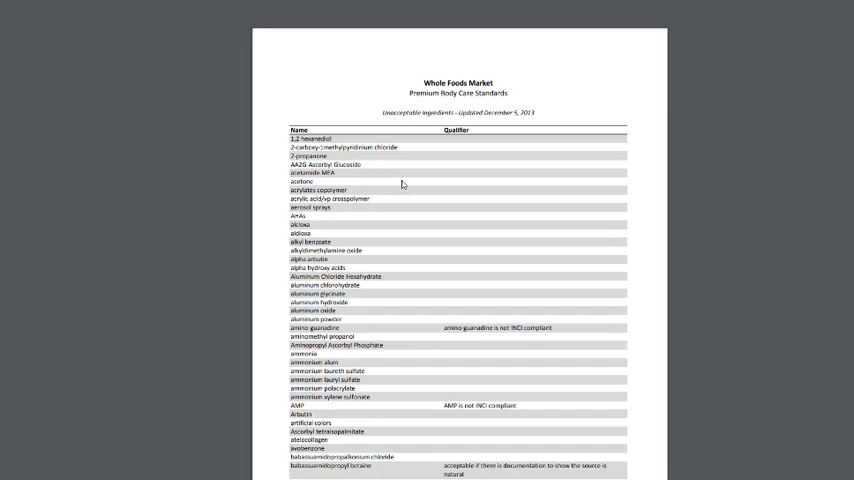 Whole Foods Market
Premium Body Care Standards
Unacceptable Ingredients - Updated December 5, 2013
Name Qualifier
1,2 hexanediol
2-carboxy-1methylpyridinium chloride
2-propanone
AA2G Ascorbyl Glucoside
acetamide MEA
acetone
acrylates copolymer
acrylic acid/vp crosspolymer
aerosol sprays
AHAs
alcloxa
aldioxa
alkyl benzoate
alkyldimethylamine oxide
alpha arbutin
alpha hydroxy acids
Aluminum Chloride Hexahydrate
aluminum chlorohydrate
aluminum glycinate
aluminum hydroxide
aluminum oxide
aluminum powder
amino-guanadine amino-guanadine is not INCI compliant
aminomethyl propanol
Aminopropyl Ascorbyl Phosphate
ammonia
ammonium alum
ammonium laureth sulfate
ammonium lauryl sulfate
ammonium polacrylate
ammonium xylene sulfonate
AMP AMP is not INCI compliant
Arbutin
artificial colors
Ascorbyl tetraisopalmitate
atelocollagen
avobenzone
babassuamidopropalkonium chloride
babassuamidopropyl betaine acceptable if there is documentation to show the source is
natural